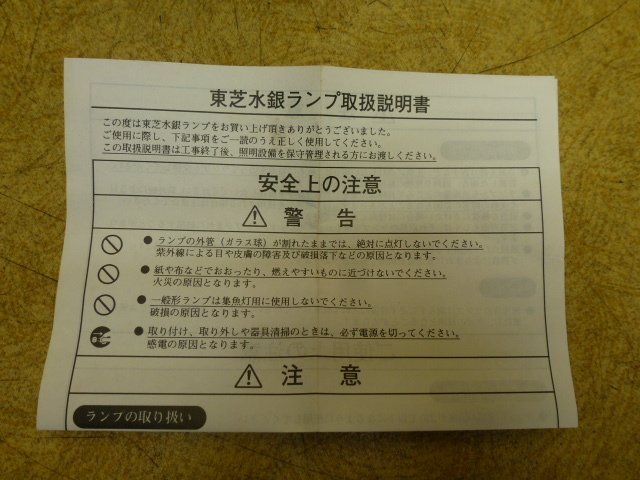 東芝水銀ランプ取扱説明書
この度は東芝水銀ランプをお買い上げ頂きありがとうございました。
ご使用に際し、下記事項をご一読のうえ正しく使用してください。
この取扱説明書は工事終了後、照明設備を保守管理される方にお渡しください。
安全上の注意
警告
●ランプの外管(ガラス球)が割れたままでは、絶対に点灯しないでください。
紫外線による目や皮膚の障害及び破損落下などの原因となります。
●紙や布などでおおったり、燃えやすいものに近づけないでください。
火災の原因となります。
●一般形ランプは集魚灯用に使用しないでください。
破損の原因となります。
●取り付け、取り外しや器具清掃のときは、必ず電源を切ってください。
感電の原因となります。
注意
ランプの取り扱い